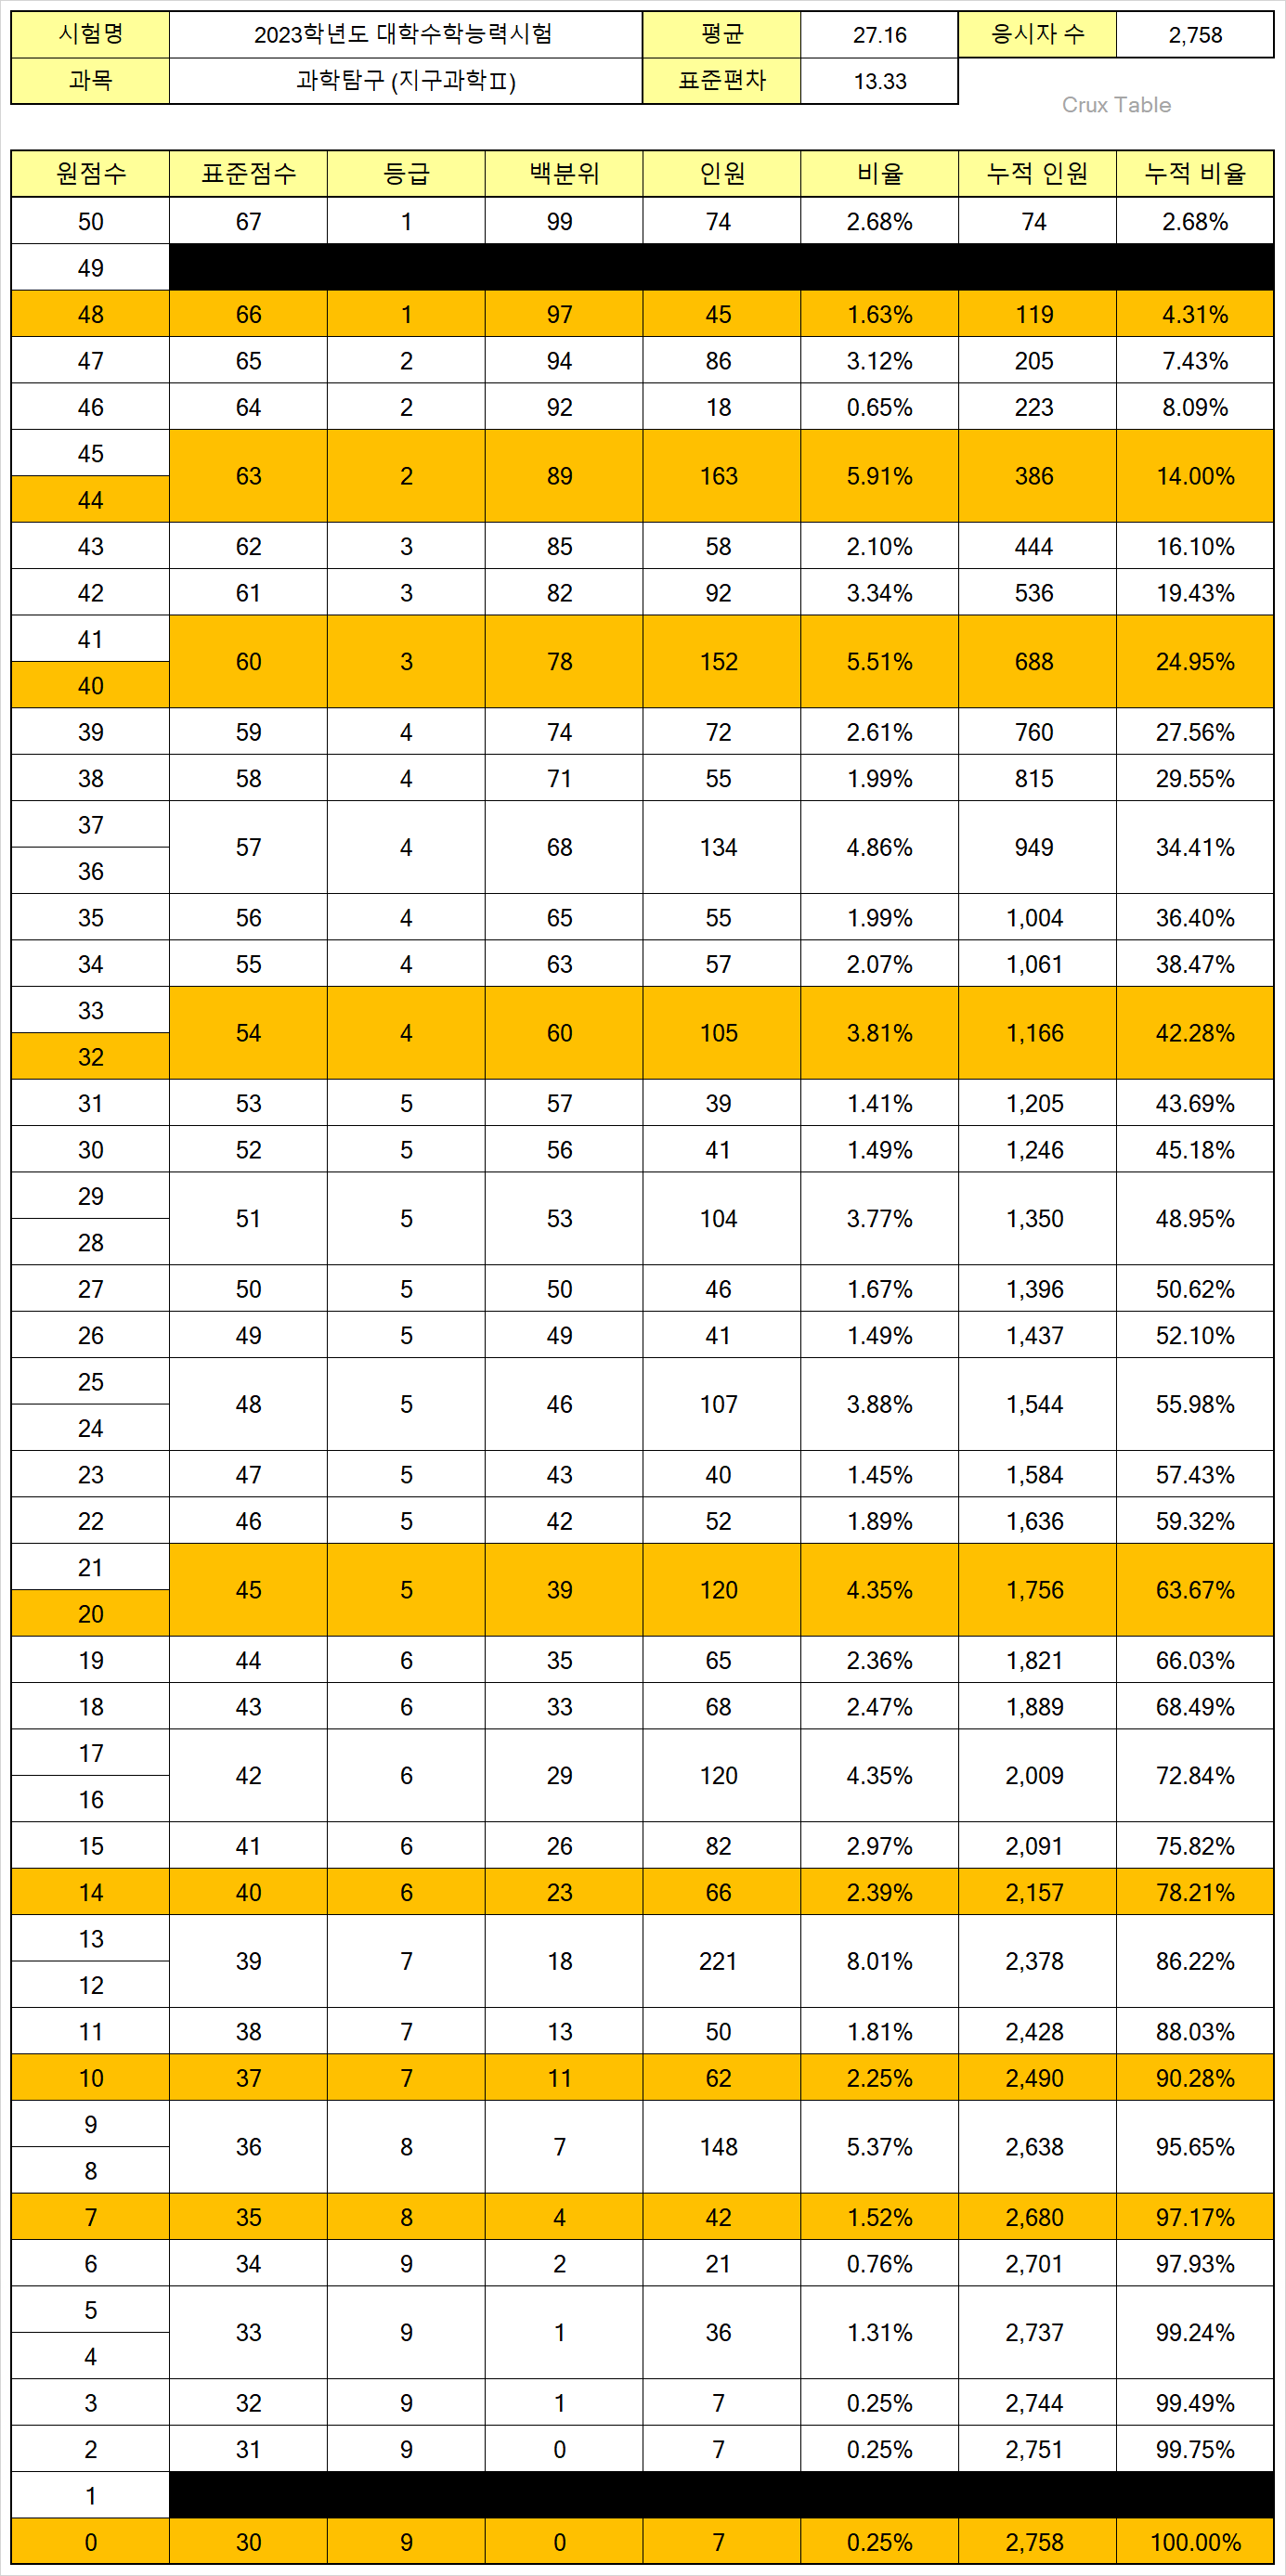 시험명 2023학년도 대학수학능력시험 평균 27.16 응시자 수 2,758
과목 과학탐구 (지구과학Ⅱ) 표준편차 13.33
Crux Table
원점수 표준점수 등급 백분위 인원 비율 누적 인원 누적 비율
50 67 1 99 74 2.68% 74 2.68%
49
48 66 1 97 45 1.63% 119 4.31%
47 65 2 94 86 3.12% 205 7.43%
46 64 2 92 18 0.65% 223 8.09%
45
63 2 89 163 5.91% 386 14.00%
44
43 62 3 85 58 2.10% 444 16.10%
42 61 3 82 92 3.34% 536 19.43%
41
60 3 78 152 5.51% 688 24.95%
40
39 59 4 74 72 2.61% 760 27.56%
38 58 4 71 55 1.99% 815 29.55%
37
57 4 68 134 4.86% 949 34.41%
36
35 56 4 65 55 1.99% 1,004 36.40%
34 55 4 63 57 2.07% 1,061 38.47%
33
54 4 60 105 3.81% 1,166 42.28%
32
31 53 5 57 39 1.41% 1,205 43.69%
30 52 5 56 41 1.49% 1,246 45.18%
29
51 5 53 104 3.77% 1,350 48.95%
28
27 50 5 50 46 1.67% 1,396 50.62%
26 49 5 49 41 1.49% 1,437 52.10%
25
48 5 46 107 3.88% 1,544 55.98%
24
23 47 5 43 40 1.45% 1,584 57.43%
22 46 5 42 52 1.89% 1,636 59.32%
21
45 5 39 120 4.35% 1,756 63.67%
20
19 44 6 35 65 2.36% 1,821 66.03%
18 43 6 33 68 2.47% 1,889 68.49%
17
42 6 29 120 4.35% 2,009 72.84%
16
15 41 6 26 82 2.97% 2,091 75.82%
14 40 6 23 66 2.39% 2,157 78.21%
13
39 7 18 221 8.01% 2,378 86.22%
12
11 38 7 13 50 1.81% 2,428 88.03%
10 37 7 11 62 2.25% 2,490 90.28%
9
36 8 7 148 5.37% 2,638 95.65%
8
7 35 8 4 42 1.52% 2,680 97.17%
6 34 9 2 21 0.76% 2,701 97.93%
5
33 9 1 36 1.31% 2,737 99.24%
4
3 32 9 1 7 0.25% 2,744 99.49%
2 31 9 0 7 0.25% 2,751 99.75%
1
0 30 9 0 7 0.25% 2,758 100.00%